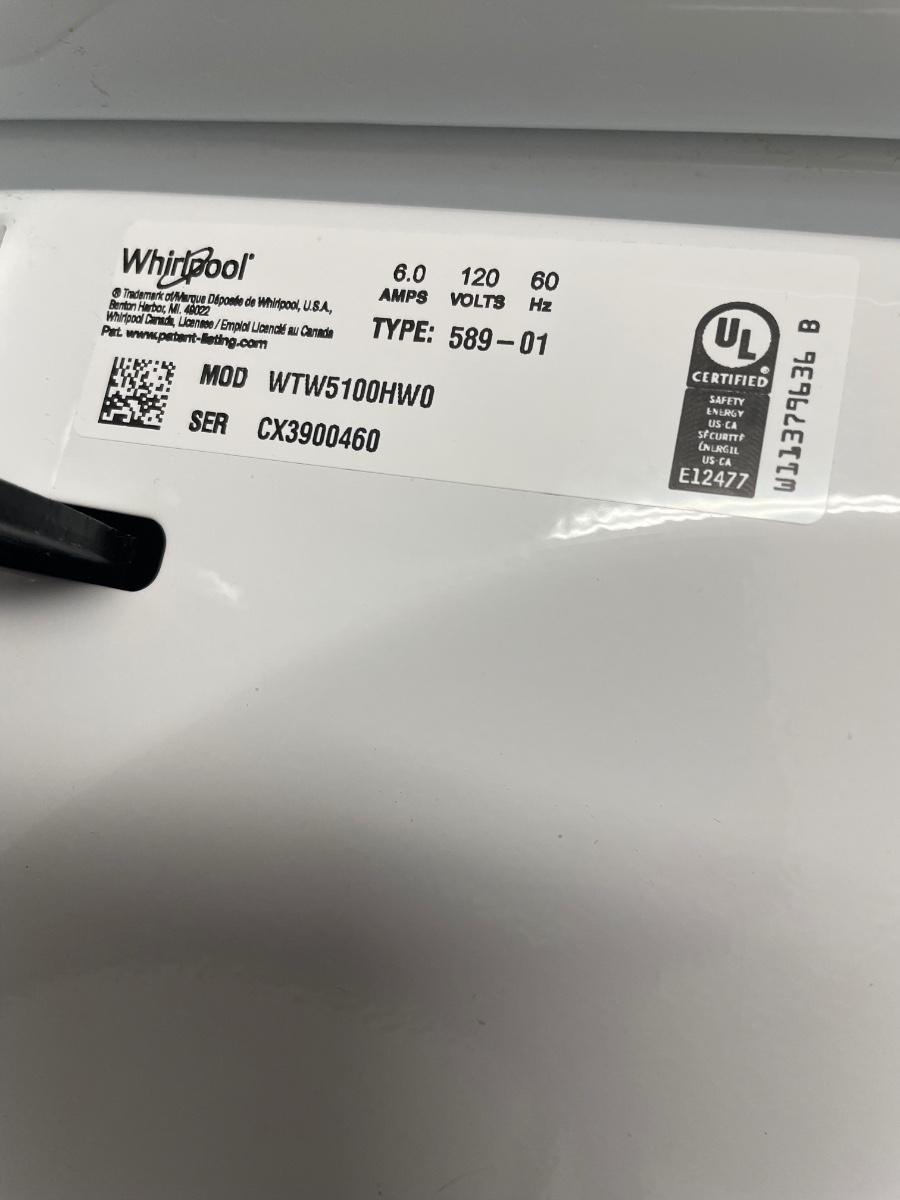 Whirlpool®
® Trademark of/Marque Déposée de Whirlpool, U.S.A.,
Benton Harbor, MI. 49022
Whirlpool Canada, Licensee / Emploi Licencié au Canada
Pat. www.patent-listing.com
6.0 120 60
AMPS VOLTS Hz
TYPE: 589-01
MOD WTW5100HW0
SER CX3900460
UL
®
CERTIFIED
SAFETY
ENERGY
US-CA
SÉCURITÉ
ÉNERGIE
US-CA
E12477
W11379636 B